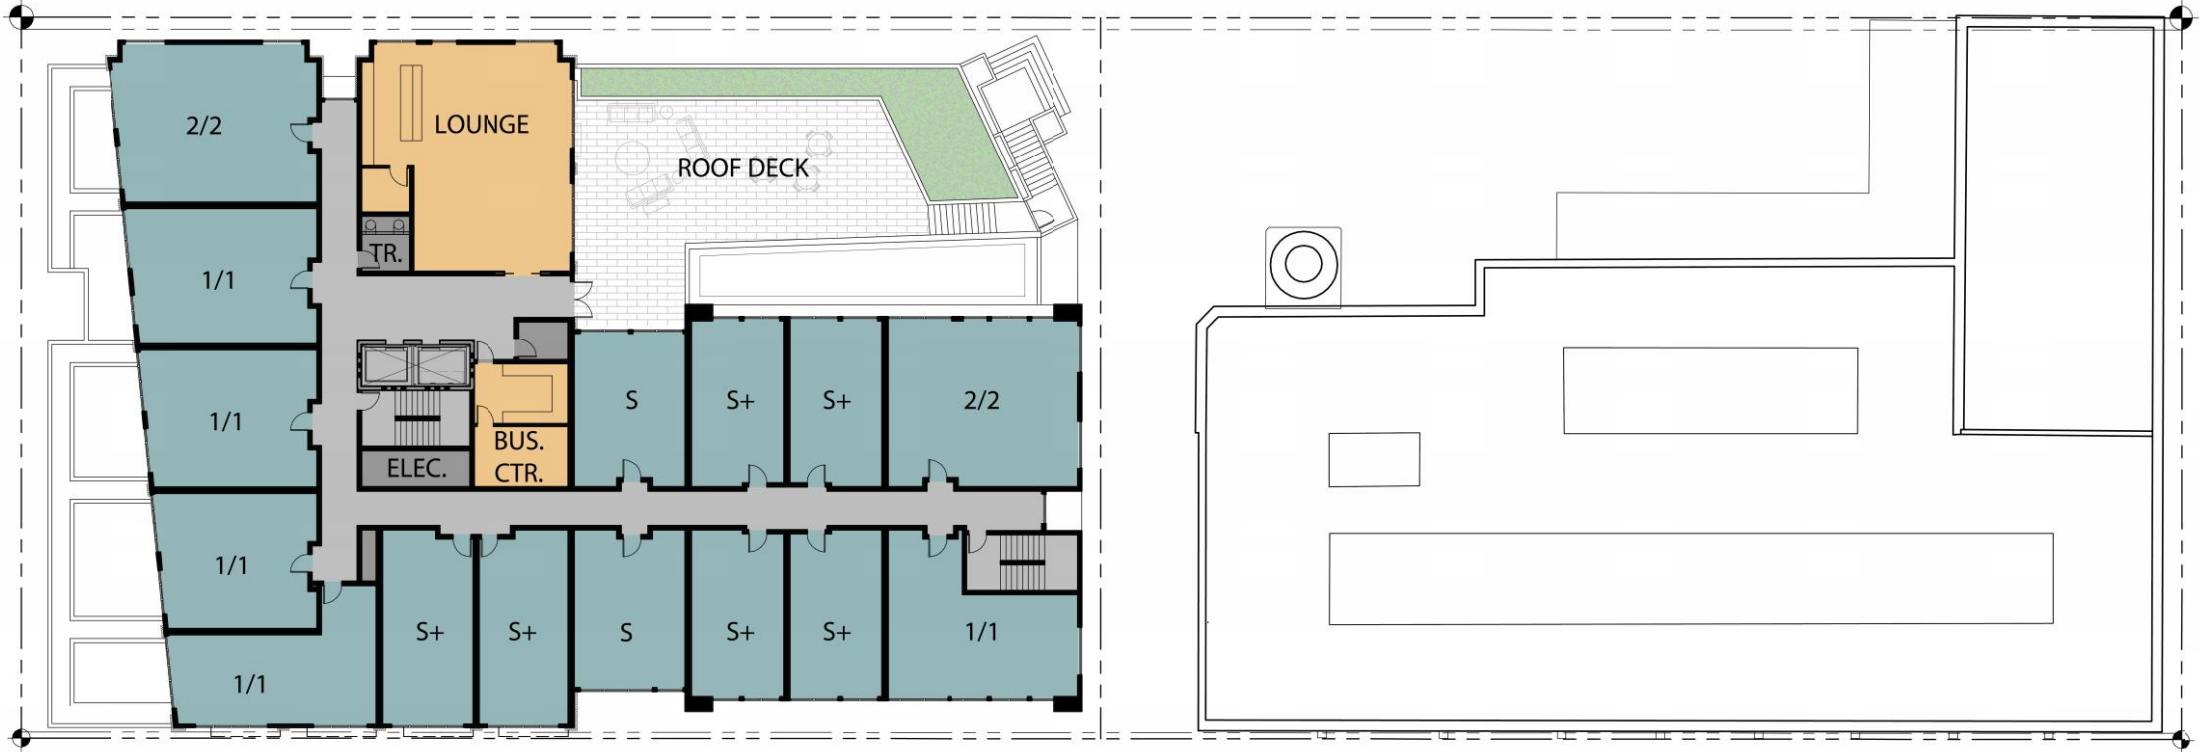 2/2
LOUNGE
ROOF DECK
TR.
1/1
1/1
S
S+
S+
2/2
BUS.
CTR.
ELEC.
1/1
S+
S+
S
S+
S+
1/1
1/1